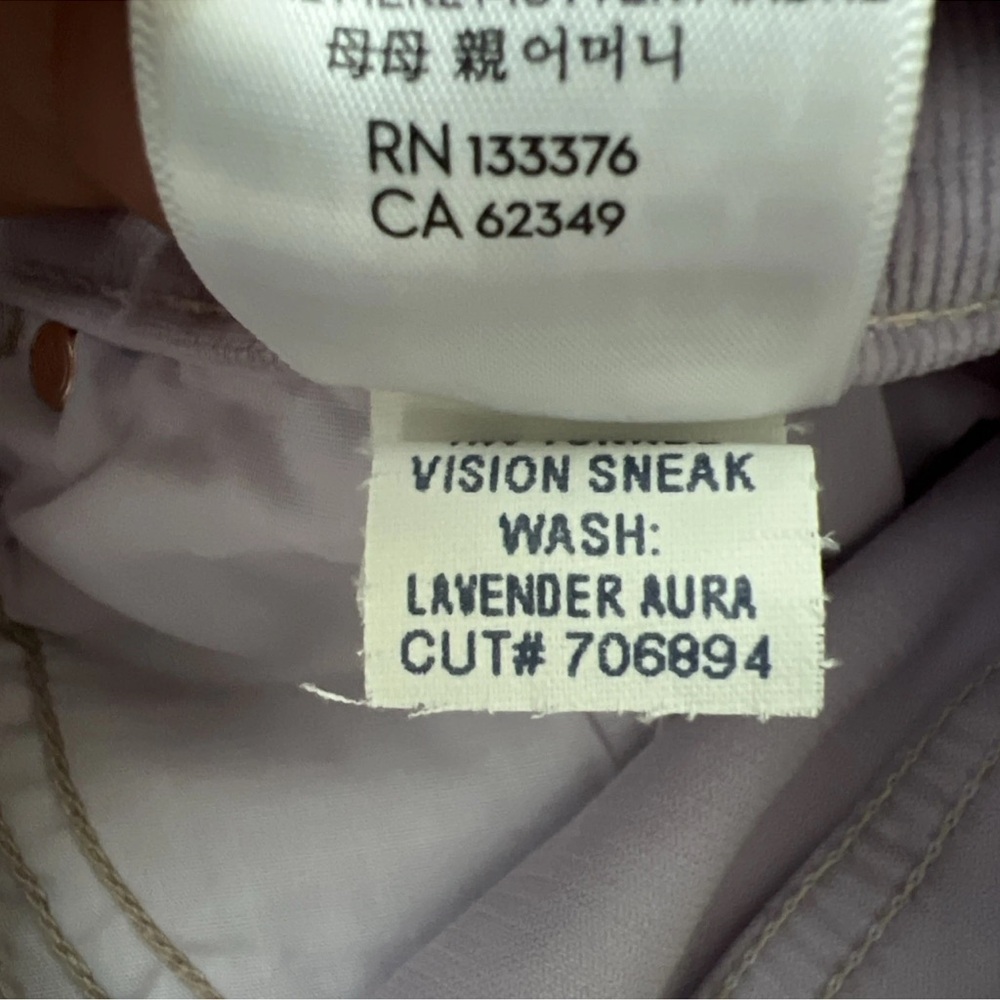 母母 親 어머니
RN 133376
CA 62349
VISION SNEAK
WASH:
LAVENDER AURA
CUT# 706894